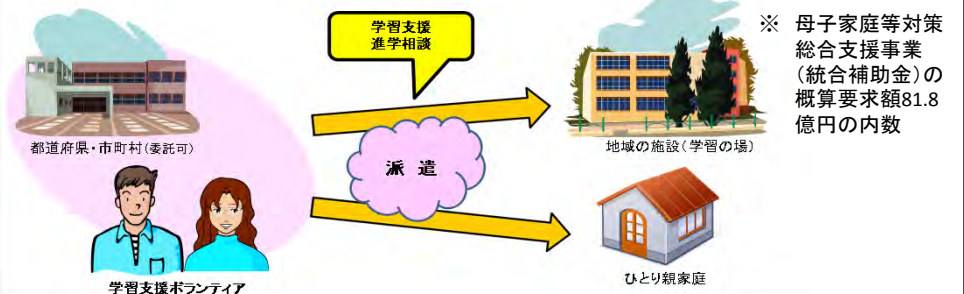 学習支援
進学相談
※ 母子家庭等対策
総合支援事業
(統合補助金)の
概算要求額81.8
億円の内数
都道府県・市町村(委託可)
地域の施設(学習の場)
派 遣
学習支援ボランティア
ひとり親家庭